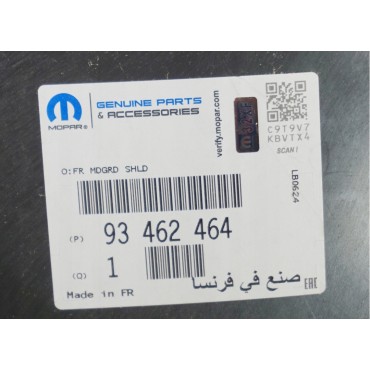 MOPAR®
GENUINE PARTS
& ACCESSORIES
verify.mopar.com
C9T9V7
KBVTX4
SCAN!
LB0624
O:FR MDGRD SHLD
(P) 93 462 464
(Q) 1
Made in FR
صنع في فرنسا
EAC